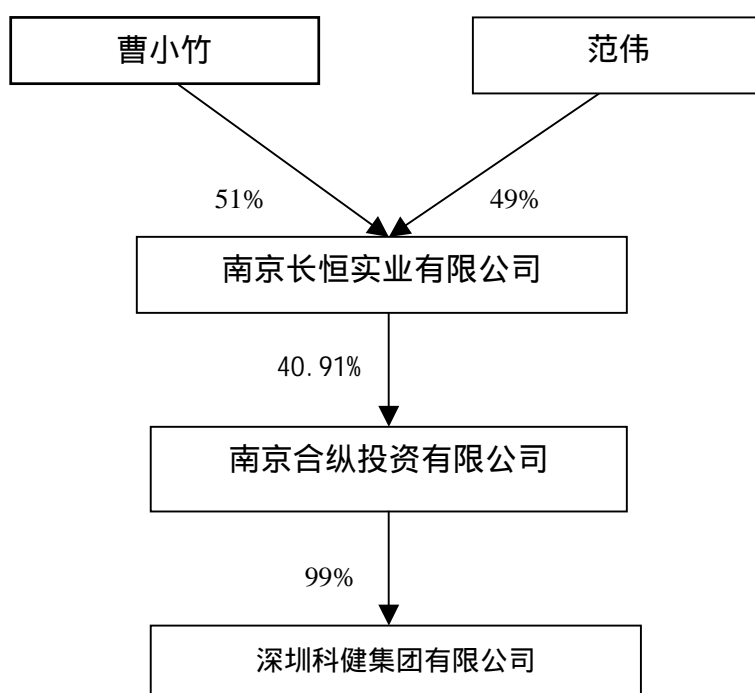 曹小竹
范伟
51%
49%
南京长恒实业有限公司
40.91%
南京合纵投资有限公司
99%
深圳科健集团有限公司